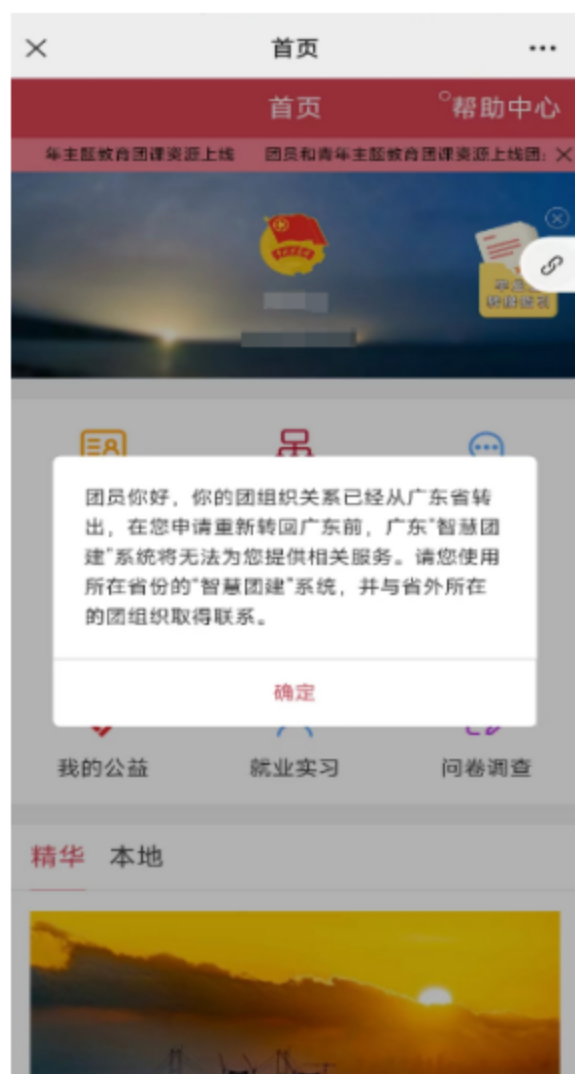 首页
首页
帮助中心
年主题教育团课资源上线 团员和青年主题教育团课资源上线团:
团员你好，你的团组织关系已经从广东省转
出，在您申请重新转回广东前，广东"智慧团
建"系统将无法为您提供相关服务。请您使用
所在省份的"智慧团建"系统，并与省外所在
的团组织取得联系。
确定
我的公益
就业实习
问卷调查
精华
本地